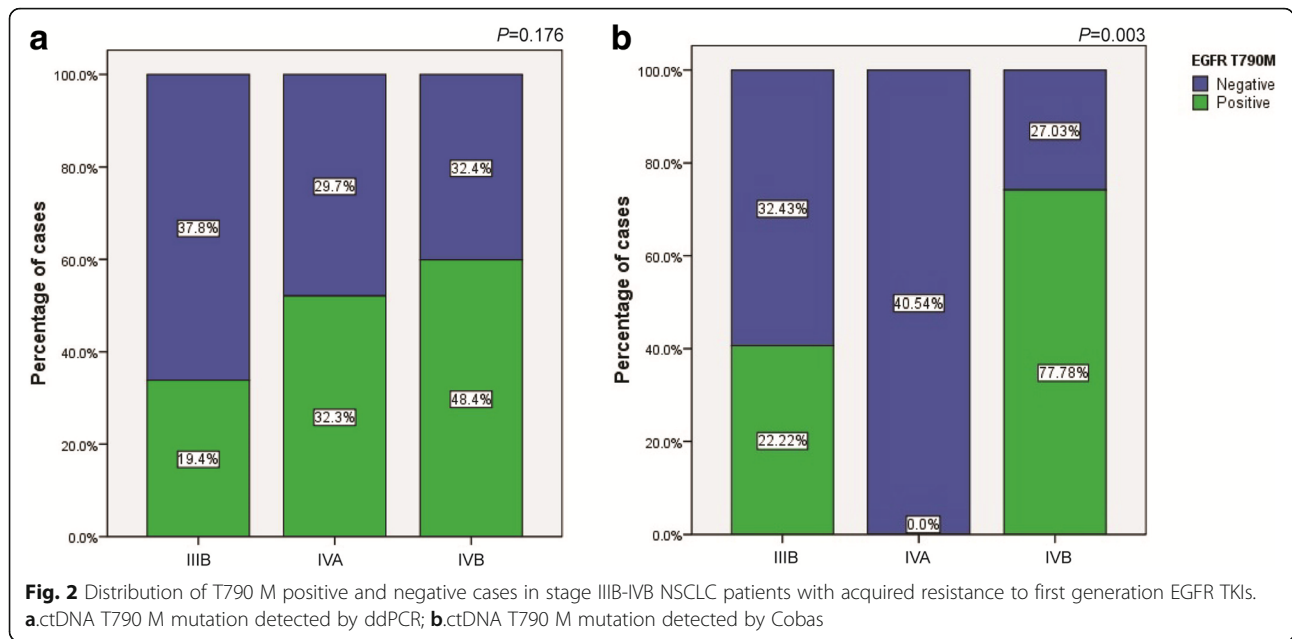 a
P=0.176
100.0%
80.0%
60.0%
40.0%
20.0%
0.0%
Percentage of cases
37.8%
19.4%
29.7%
32.3%
32.4%
48.4%
IIIB IVA IVB
b
P=0.003
100.0%
80.0%
60.0%
40.0%
20.0%
0.0%
Percentage of cases
32.43%
22.22%
40.54%
0.0%
27.03%
77.78%
IIIB IVA IVB
EGFR T790M
Negative
Positive
Fig. 2 Distribution of T790 M positive and negative cases in stage IIIB-IVB NSCLC patients with acquired resistance to first generation EGFR TKIs.
a.ctDNA T790 M mutation detected by ddPCR; b.ctDNA T790 M mutation detected by Cobas